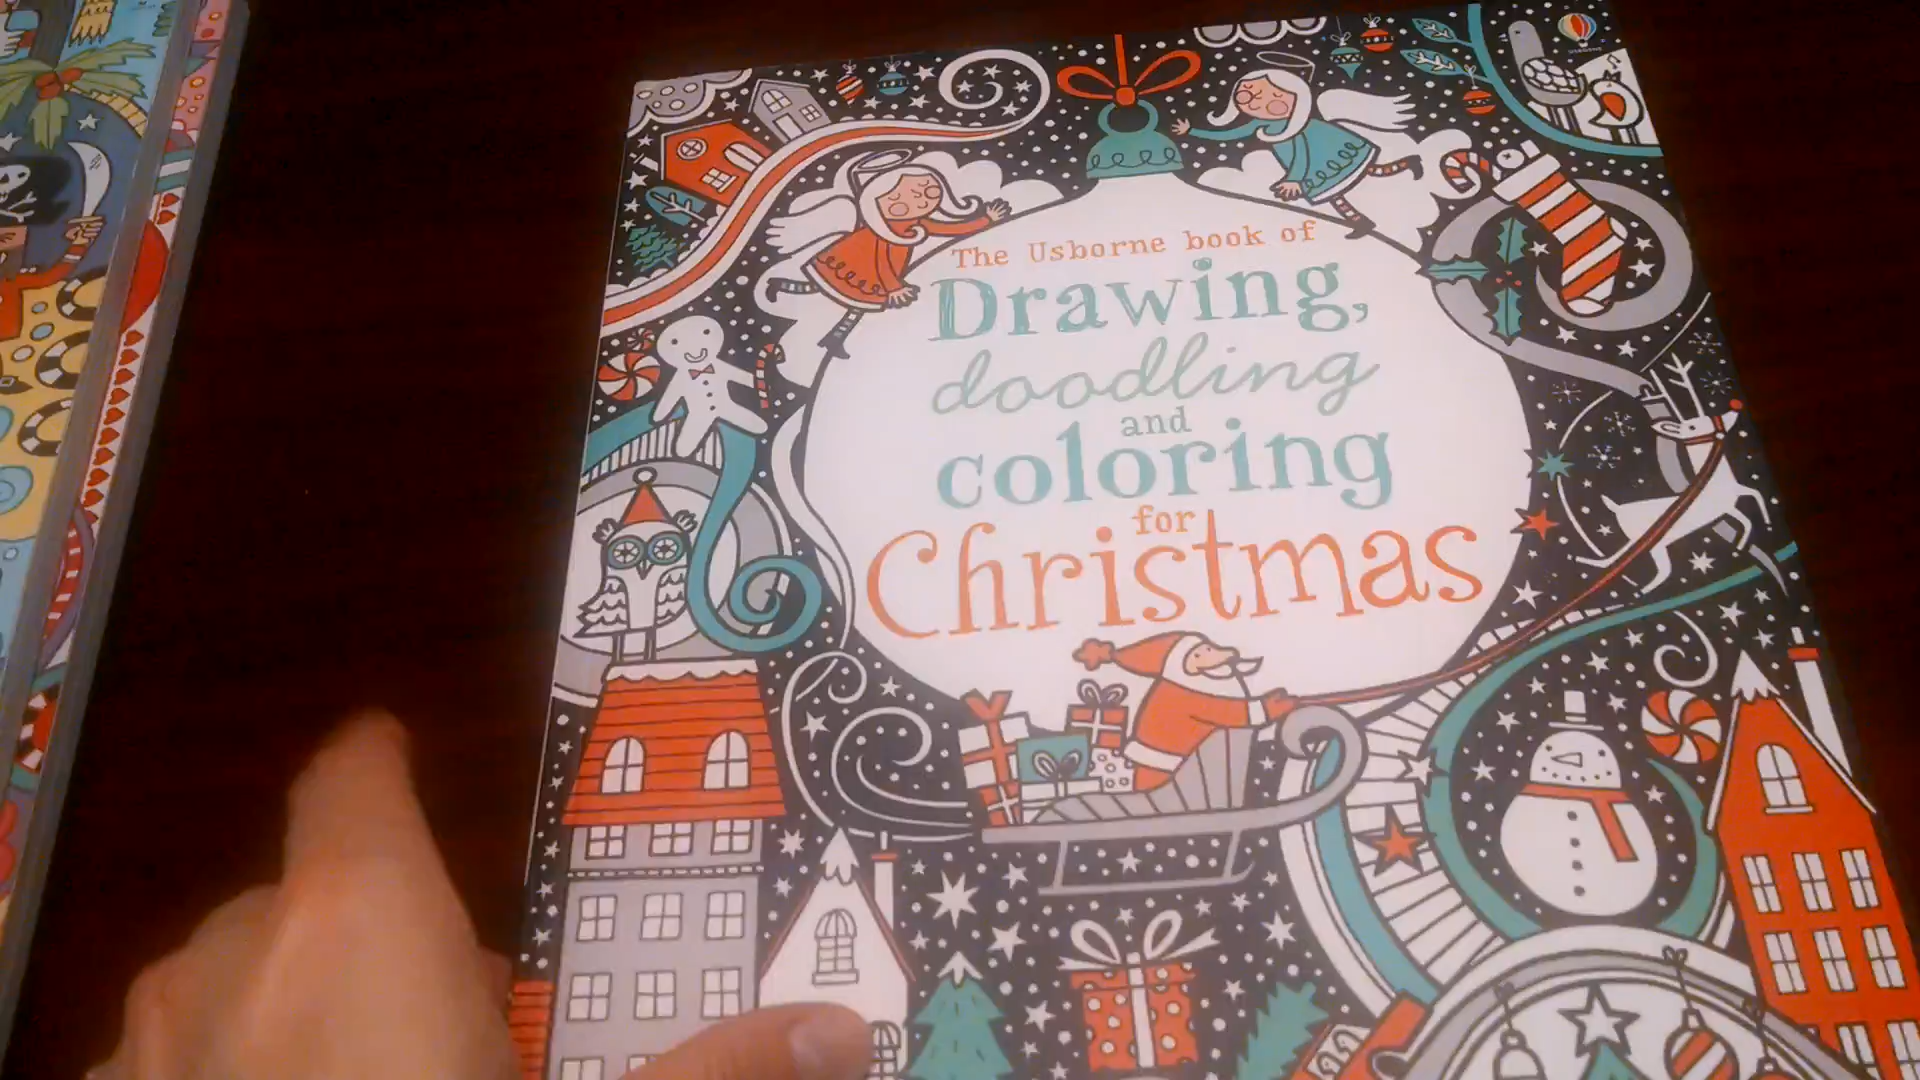 The Usborne book of
Drawing,
doodling
and
coloring
for
Christmas